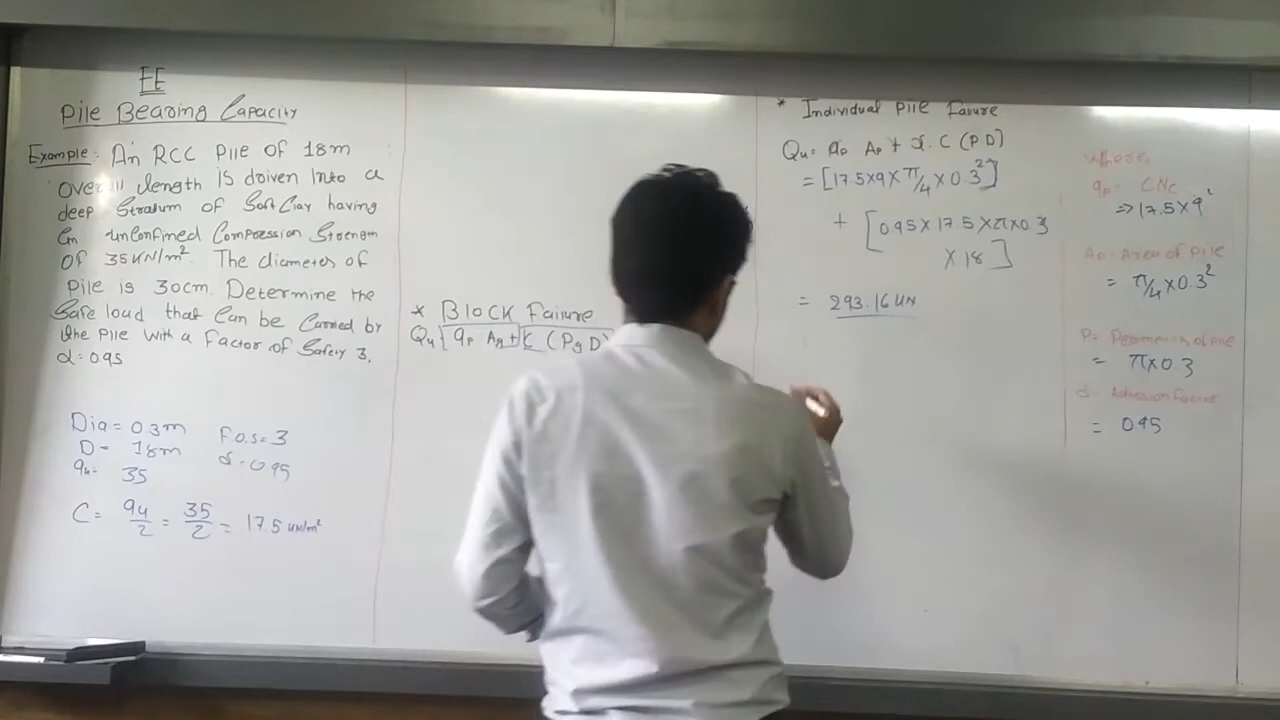 FE
Pile Bearing Capacity
Example: An RCC Pile of 18m
overall length is driven into a
deep Stratum of Soft Clay having
an unconfined Compression Strength
of 35 KN/m². The diameter of
Pile is 30cm. Determine the
Safe load that can be Carried by
the Pile with a Factor of Safety 3.
α = 0.95
Dia = 0.3m
D = 18m
qu = 35
F.O.S = 3
α = 0.95
C = qu/2 = 35/2 = 17.5 KN/m²
* Block Failure
Qu { qp Ag + C (Pg D)
* Individual Pile Failure
Qu = qp Ap + α. C (P.D)
= [17.5 x 9 x π/4 x 0.3²]
+ [0.95 x 17.5 x π x 0.3
x 18]
= 293.16 KN
where,
qp = CNc
=> 17.5 x 9
Ap = Area of Pile
= π/4 x 0.3²
P = Perimeter of Pile
= π x 0.3
α = Adhesion Factor
= 0.95